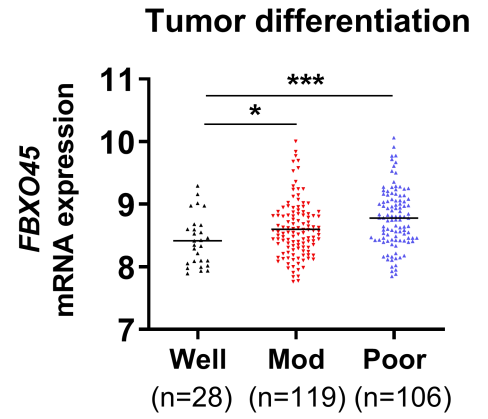 Tumor differentiation
FBXO45
mRNA expression
11
10
9
8
7
***
*
Well Mod Poor
(n=28) (n=119) (n=106)